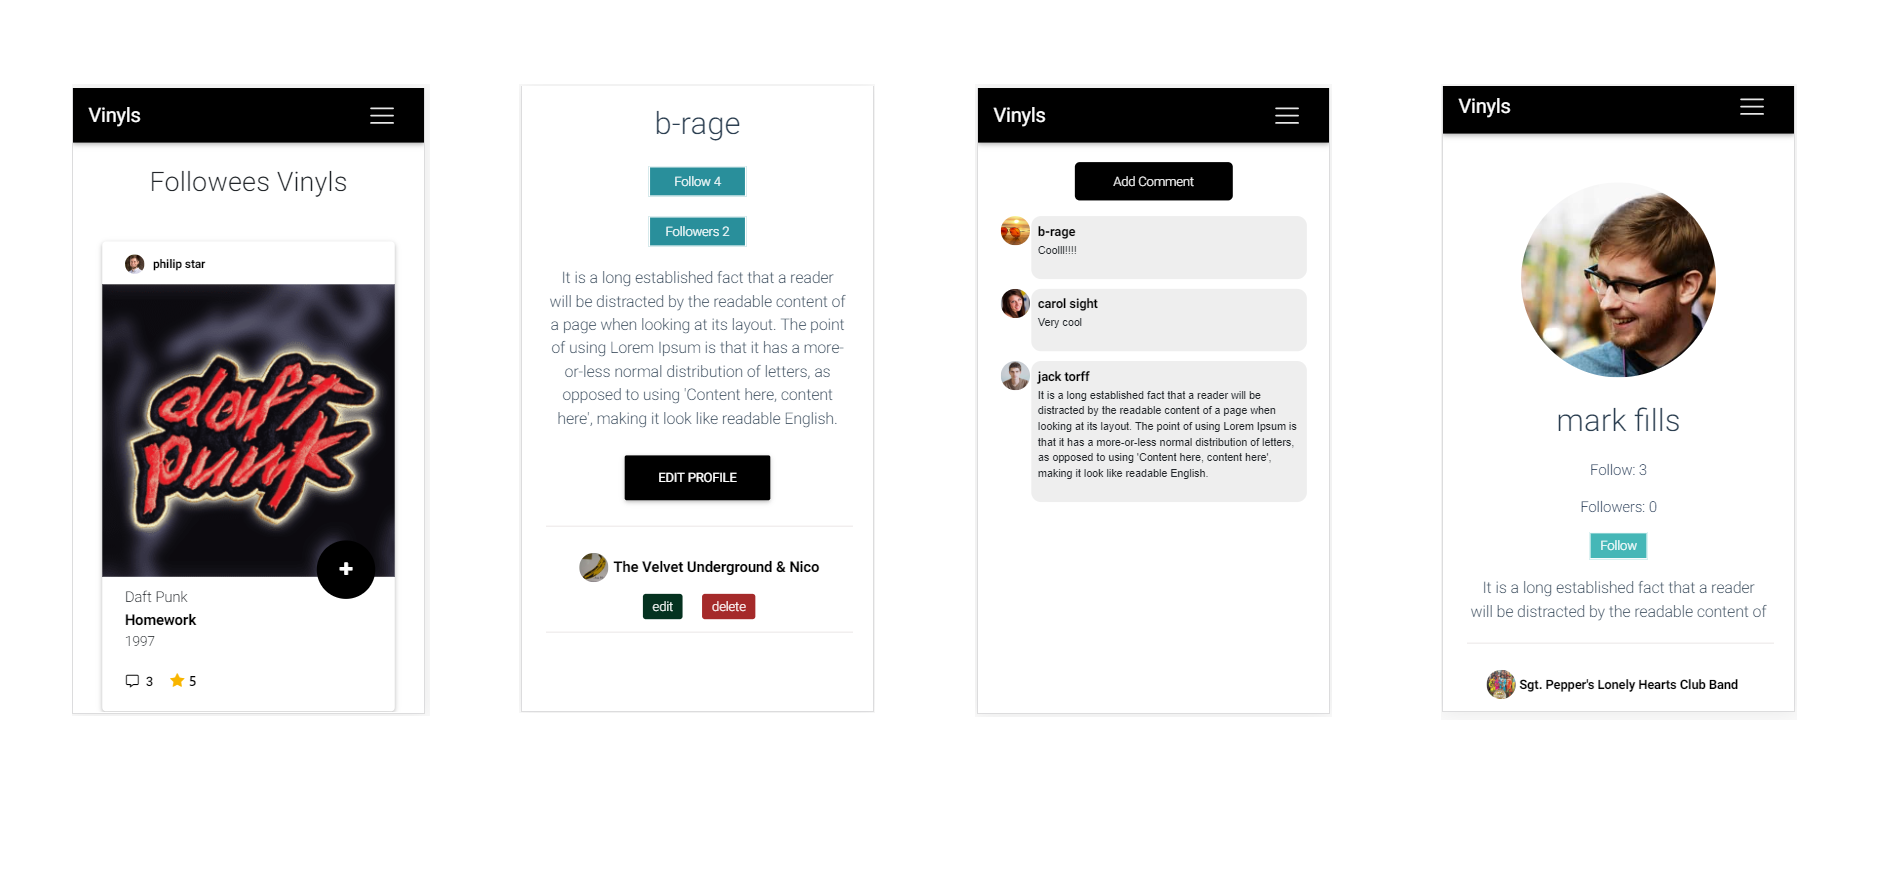 Vinyls
Followees Vinyls
philip star
daft
punk
Daft Punk
Homework
1997
3 5
b-rage
Follow 4
Followers 2
It is a long established fact that a reader
will be distracted by the readable content of
a page when looking at its layout. The point
of using Lorem Ipsum is that it has a more-
or-less normal distribution of letters, as
opposed to using 'Content here, content
here', making it look like readable English.
EDIT PROFILE
The Velvet Underground & Nico
edit delete
Vinyls
Add Comment
b-rage
Coolll!!!!
carol sight
Very cool
jack torff
It is a long established fact that a reader will be
distracted by the readable content of a page when
looking at its layout. The point of using Lorem Ipsum is
that it has a more-or-less normal distribution of letters,
as opposed to using 'Content here, content here',
making it look like readable English.
Vinyls
mark fills
Follow: 3
Followers: 0
Follow
It is a long established fact that a reader
will be distracted by the readable content of
Sgt. Pepper's Lonely Hearts Club Band